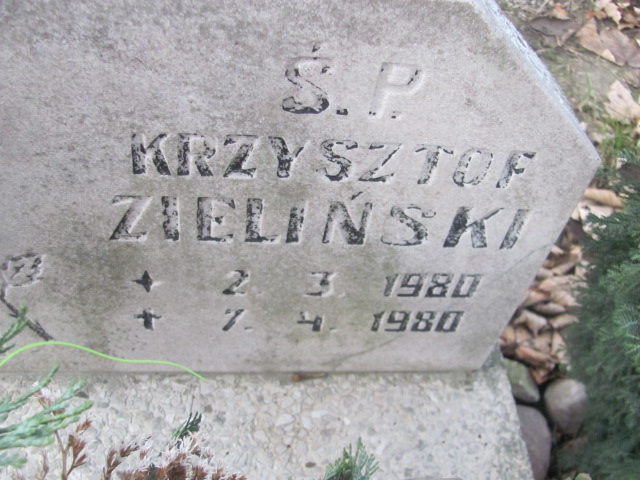 Ś. P.
KRZYSZTOF
ZIELIŃSKI
2. 3. 1980
7. 4. 1980